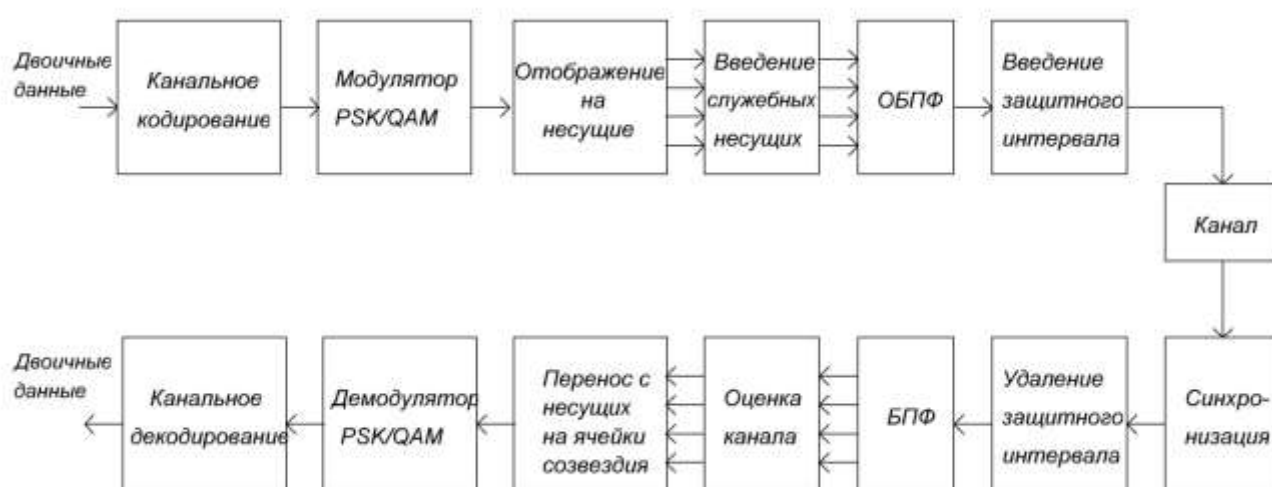 Двоичные
данные
Канальное
кодирование
Модулятор
PSK/QAM
Отображение
на
несущие
Введение
служебных
несущих
ОБПФ
Введение
защитного
интервала
Канал
Двоичные
данные
Канальное
декодирование
Демодулятор
PSK/QAM
Перенос с
несущих
на ячейки
созвездия
Оценка
канала
БПФ
Удаление
защитного
интервала
Синхро-
низация